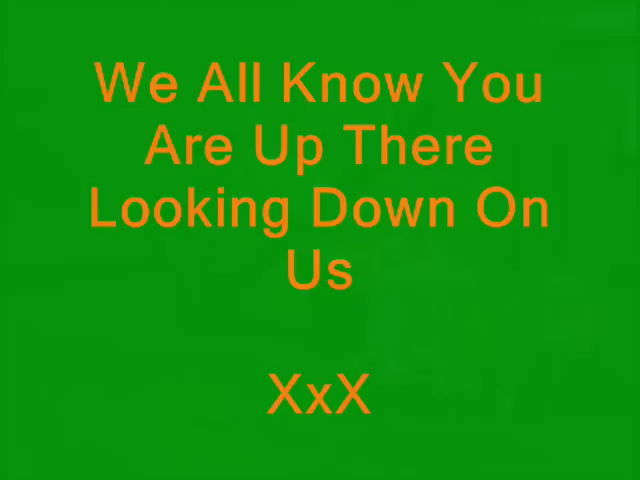 We All Know You
Are Up There
Looking Down On
Us
XxX